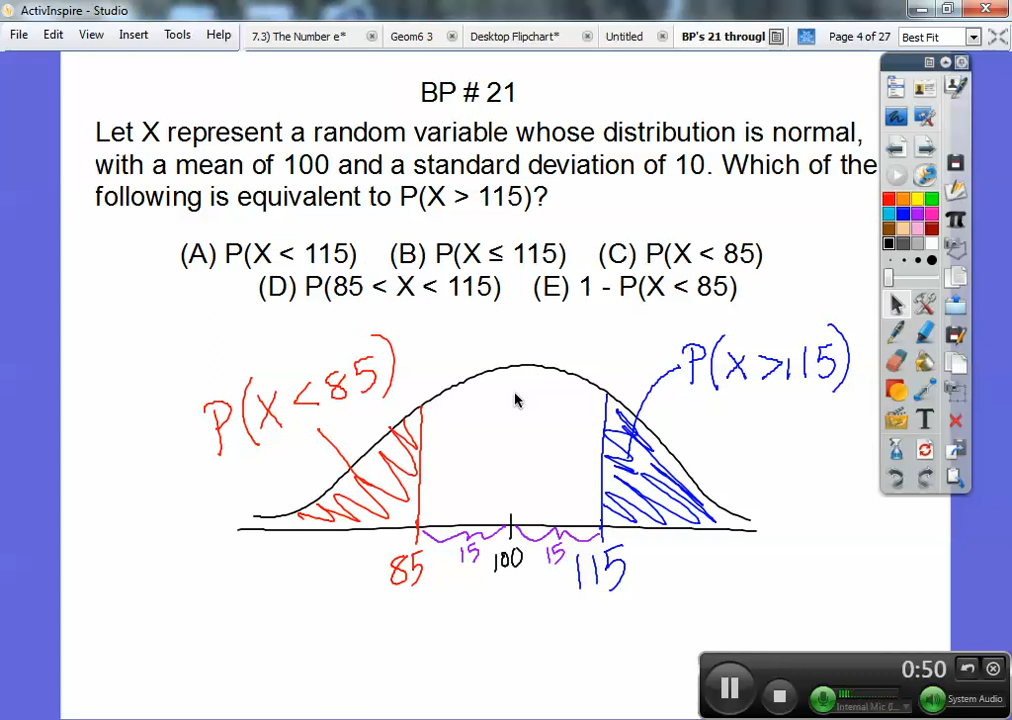 ActivInspire - Studio
File Edit View Insert Tools Help 7.3) The Number e* Geom6 3 Desktop Flipchart* Untitled BP's 21 througl Page 4 of 27 Best Fit
BP # 21
Let X represent a random variable whose distribution is normal,
with a mean of 100 and a standard deviation of 10. Which of the
following is equivalent to P(X > 115)?
(A) P(X < 115) (B) P(X ≤ 115) (C) P(X < 85)
(D) P(85 < X < 115) (E) 1 - P(X < 85)
P(X < 85)
P(X > 115)
15 15
85 100 115
0:50
Internal Mic (
System Audio